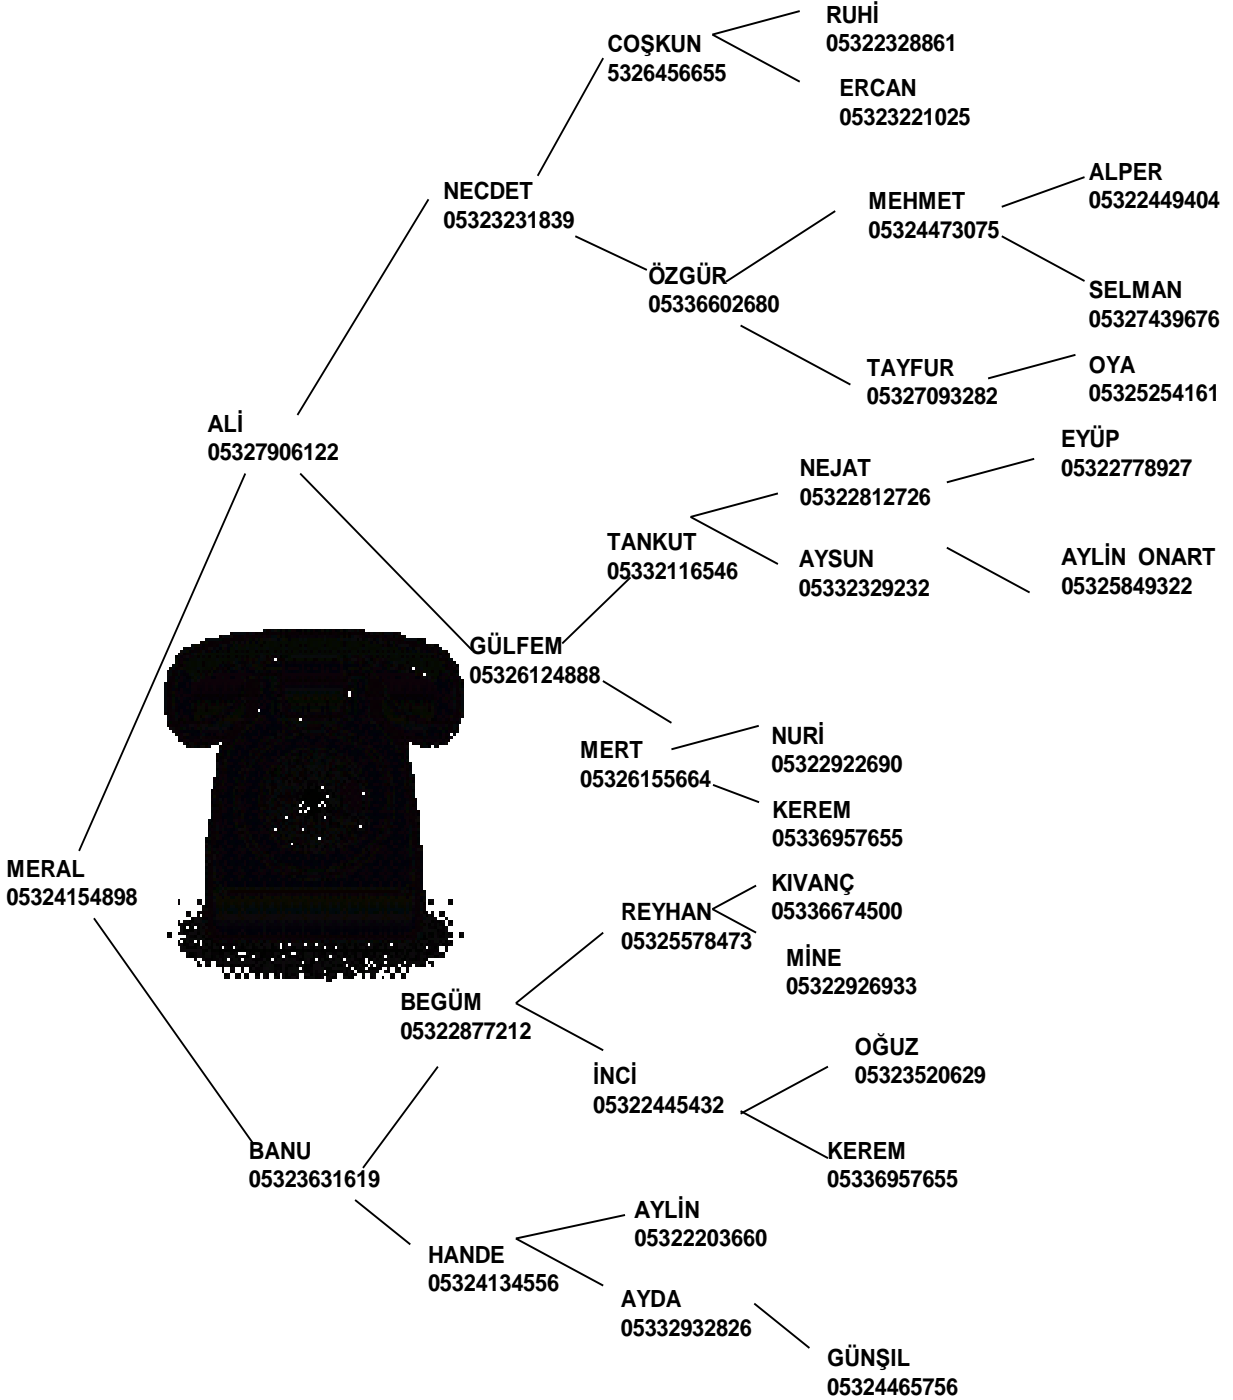 RUHİ
05322328861
COŞKUN
5326456655
ERCAN
05323221025
ALPER
05322449404
NECDET
05323231839
MEHMET
05324473075
ÖZGÜR
05336602680
SELMAN
05327439676
TAYFUR
05327093282
OYA
05325254161
ALİ
05327906122
EYÜP
05322778927
NEJAT
05322812726
TANKUT
05332116546
AYSUN
05332329232
AYLİN ONART
05325849322
GÜLFEM
05326124888
MERT
05326155664
NURİ
05322922690
KEREM
05336957655
MERAL
05324154898
KIVANÇ
05336674500
REYHAN
05325578473
MİNE
05322926933
BEGÜM
05322877212
OĞUZ
05323520629
İNCİ
05322445432
BANU
05323631619
KEREM
05336957655
AYLİN
05322203660
HANDE
05324134556
AYDA
05332932826
GÜNŞIL
05324465756